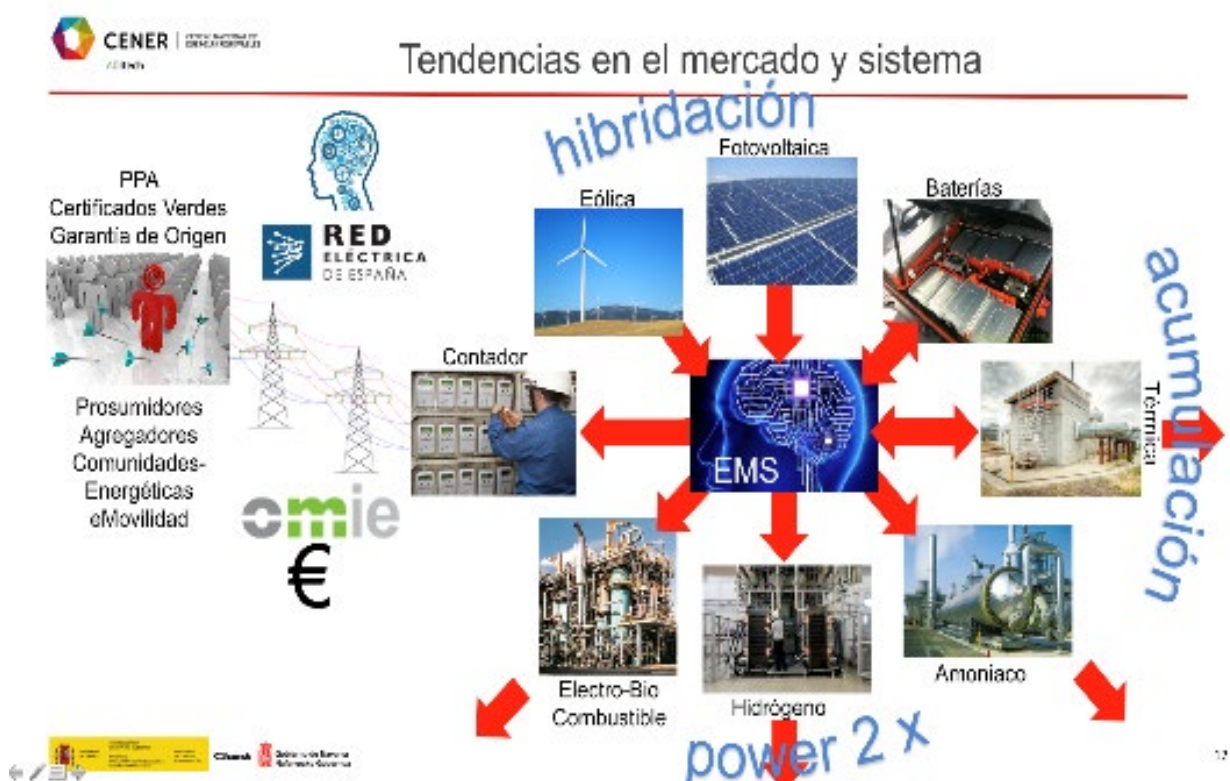 CENER
Tendencias en el mercado y sistema
hibridación
Fotovoltaica
Eólica
Baterías
PPA
Certificados Verdes
Garantía de Origen
RED
ELÉCTRICA
DE ESPAÑA
acumulación
Contador
Térmica
EMS
Prosumidores
Agregadores
Comunidades-
Energéticas
eMovilidad
omie
€
Electro-Bio
Combustible
Hidrógeno
Amoniaco
power 2 x